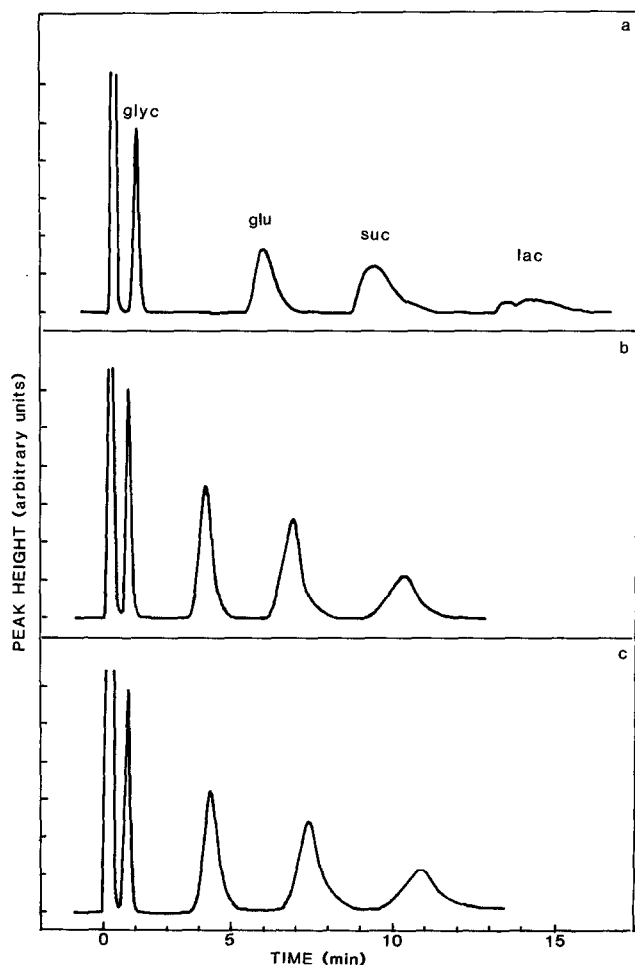 a
glyc
glu
suc
lac
b
c
PEAK HEIGHT (arbitrary units)
0 5 10 15
TIME (min)